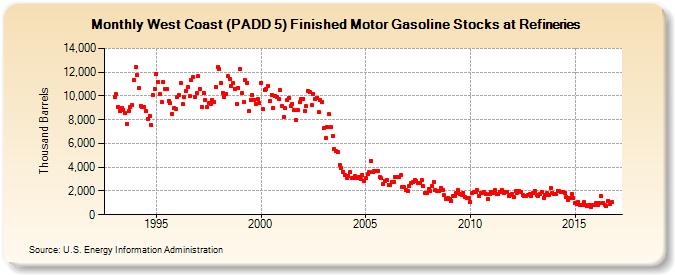 Monthly West Coast (PADD 5) Finished Motor Gasoline Stocks at Refineries
Thousand Barrels
14,000
12,000
10,000
8,000
6,000
4,000
2,000
0
1995 2000 2005 2010 2015
Source: U.S. Energy Information Administration